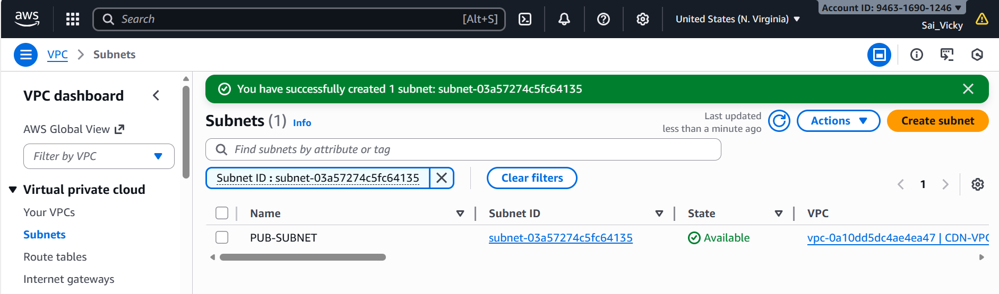 aws
Search [Alt+S]
United States (N. Virginia)
Account ID: 9463-1690-1246
Sai_Vicky
VPC > Subnets
VPC dashboard
AWS Global View
Filter by VPC
Virtual private cloud
Your VPCs
Subnets
Route tables
Internet gateways
You have successfully created 1 subnet: subnet-03a57274c5fc64135
Subnets (1) Info
Last updated
less than a minute ago
Actions
Create subnet
Find subnets by attribute or tag
Subnet ID : subnet-03a57274c5fc64135
Clear filters
1
Name Subnet ID State VPC
PUB-SUBNET subnet-03a57274c5fc64135 Available vpc-0a10dd5dc4ae4ea47 | CDN-VPC